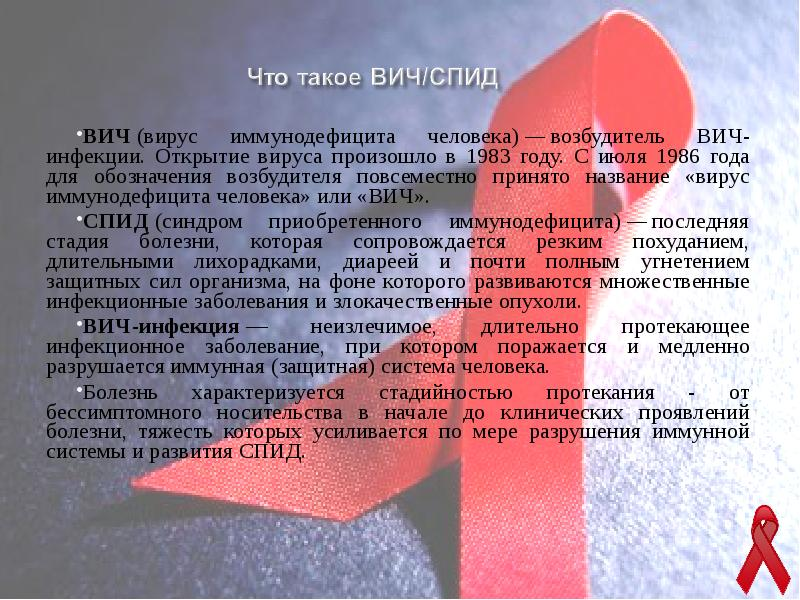 Что такое ВИЧ/СПИД
•ВИЧ (вирус иммунодефицита человека) — возбудитель ВИЧ-
инфекции. Открытие вируса произошло в 1983 году. С июля 1986 года
для обозначения возбудителя повсеместно принято название «вирус
иммунодефицита человека» или «ВИЧ».
•СПИД (синдром приобретенного иммунодефицита) — последняя
стадия болезни, которая сопровождается резким похуданием,
длительными лихорадками, диареей и почти полным угнетением
защитных сил организма, на фоне которого развиваются множественные
инфекционные заболевания и злокачественные опухоли.
•ВИЧ-инфекция — неизлечимое, длительно протекающее
инфекционное заболевание, при котором поражается и медленно
разрушается иммунная (защитная) система человека.
•Болезнь характеризуется стадийностью протекания - от
бессимптомного носительства в начале до клинических проявлений
болезни, тяжесть которых усиливается по мере разрушения иммунной
системы и развития СПИД.